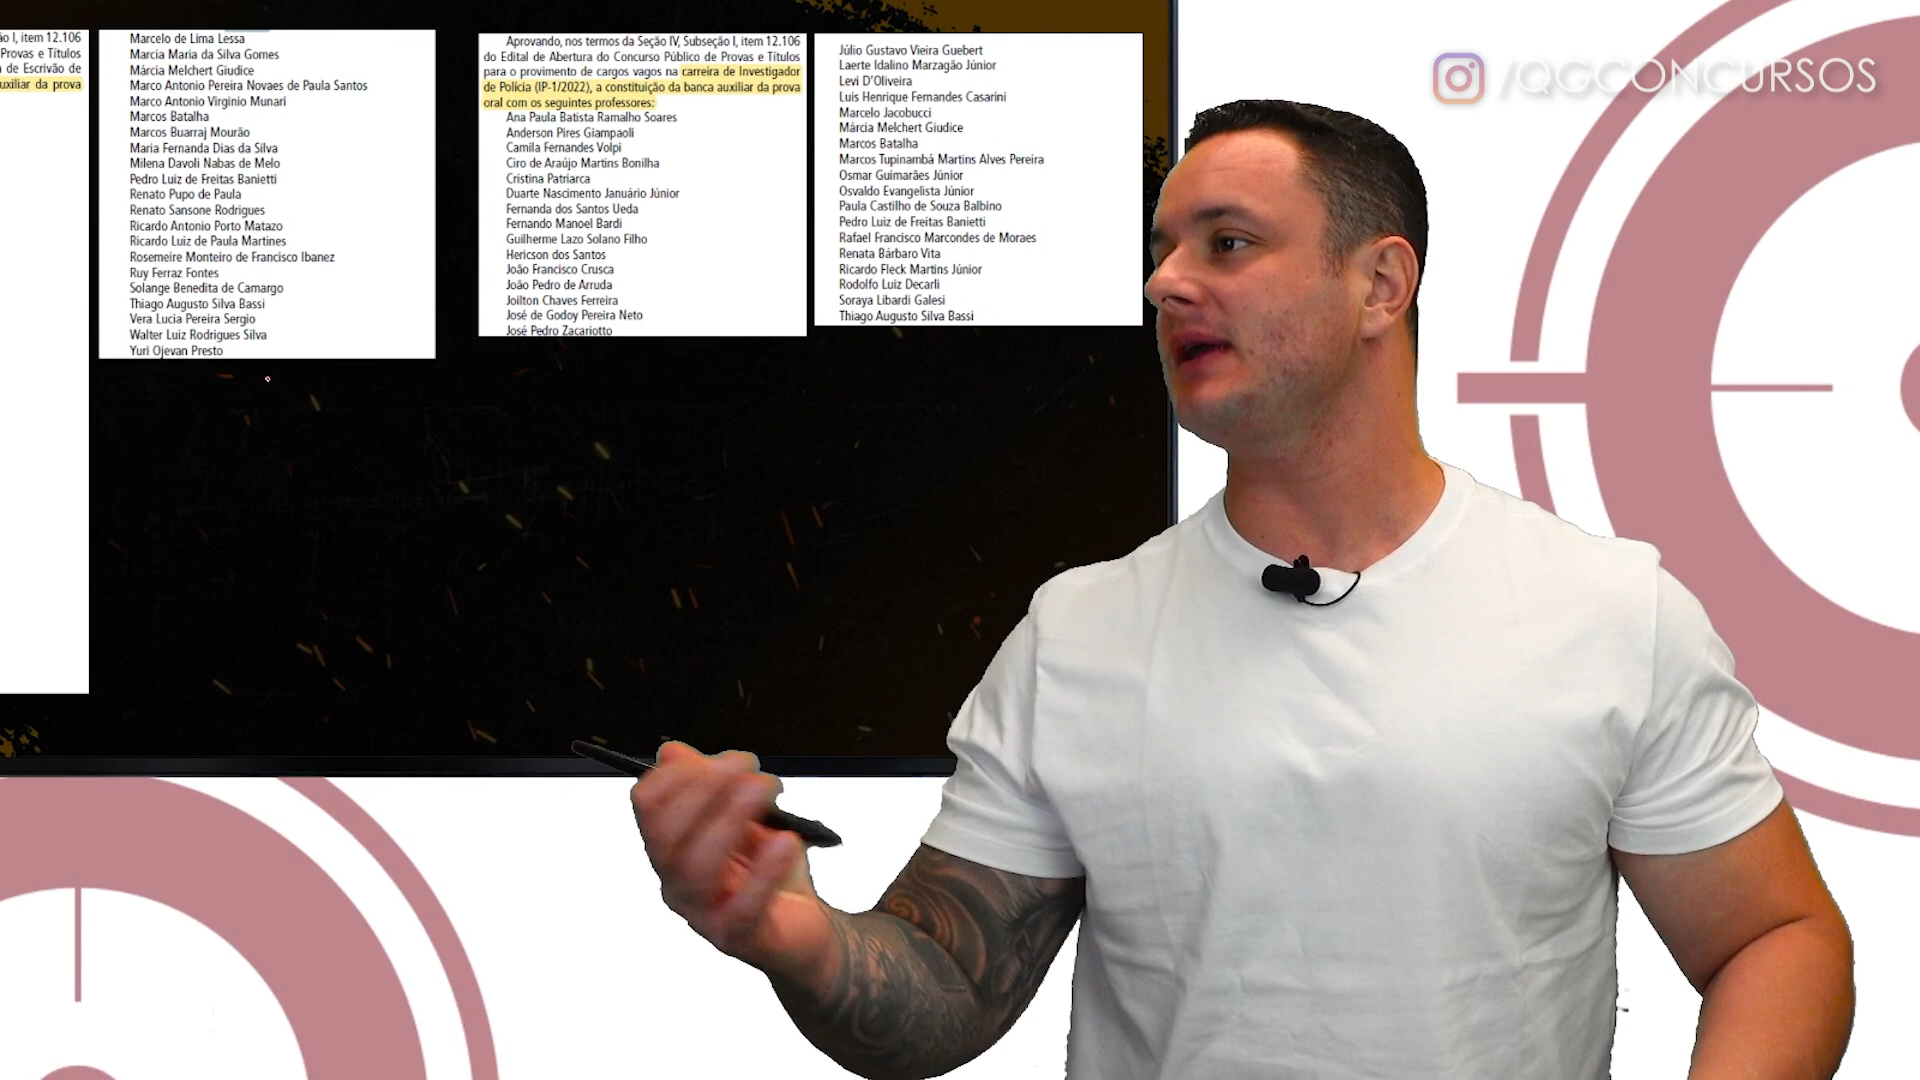 ão I, item 12.106
Provas e Títulos
a de Escrivão de
uxiliar da prova
Marcelo de Lima Lessa
Marcia Maria da Silva Gomes
Márcia Melchert Giudice
Marco Antonio Pereira Novaes de Paula Santos
Marco Antonio Virginio Munari
Marcos Batalha
Marcos Buarraj Mourão
Maria Fernanda Dias da Silva
Milena Davoli Nabas de Melo
Pedro Luiz de Freitas Banietti
Renato Pupo de Paula
Renato Sansone Rodrigues
Ricardo Antonio Porto Matazo
Ricardo Luiz de Paula Martines
Rosemeire Monteiro de Francisco Ibanez
Ruy Ferraz Fontes
Solange Benedita de Camargo
Thiago Augusto Silva Bassi
Vera Lucia Pereira Sergio
Walter Luiz Rodrigues Silva
Yuri Ojevan Presto
Aprovando, nos termos da Seção IV, Subseção I, item 12.106
do Edital de Abertura do Concurso Público de Provas e Títulos
para o provimento de cargos vagos na carreira de Investigador
de Polícia (IP-1/2022), a constituição da banca auxiliar da prova
oral com os seguintes professores:
Ana Paula Batista Ramalho Soares
Anderson Pires Giampaoli
Camila Fernandes Volpi
Ciro de Araújo Martins Bonilha
Cristina Patriarca
Duarte Nascimento Januário Júnior
Fernanda dos Santos Ueda
Fernando Manoel Bardi
Guilherme Lazo Solano Filho
Hericson dos Santos
João Francisco Crusca
João Pedro de Arruda
Joilton Chaves Ferreira
José de Godoy Pereira Neto
José Pedro Zacariotto
Júlio Gustavo Vieira Guebert
Laerte Idalino Marzagão Júnior
Levi D'Oliveira
Luis Henrique Fernandes Casarini
Marcelo Jacobucci
Márcia Melchert Giudice
Marcos Batalha
Marcos Tupinambá Martins Alves Pereira
Osmar Guimarães Júnior
Osvaldo Evangelista Júnior
Paula Castilho de Souza Balbino
Pedro Luiz de Freitas Banietti
Rafael Francisco Marcondes de Moraes
Renata Bárbaro Vita
Ricardo Fleck Martins Júnior
Rodolfo Luiz Decarli
Soraya Libardi Galesi
Thiago Augusto Silva Bassi
/QGCONCURSOS